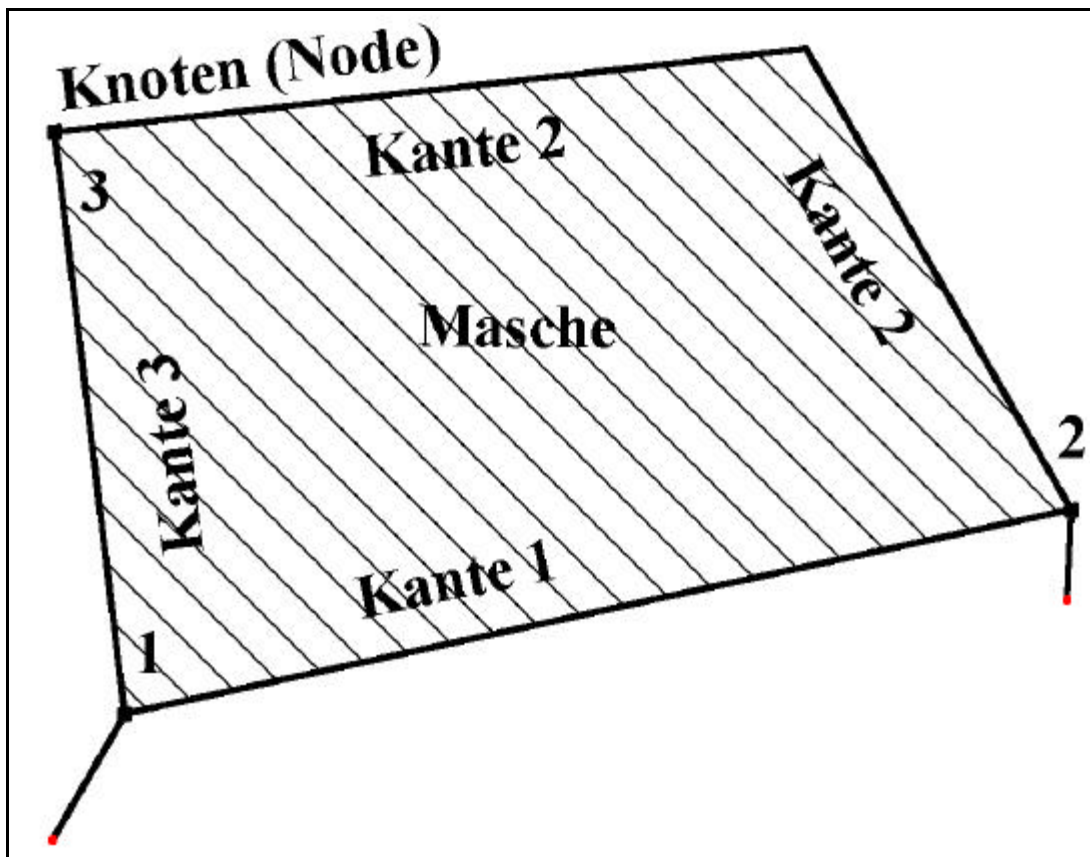 Knoten (Node)
Kante 2
3
Kante 2
Masche
Kante 3
2
Kante 1
1